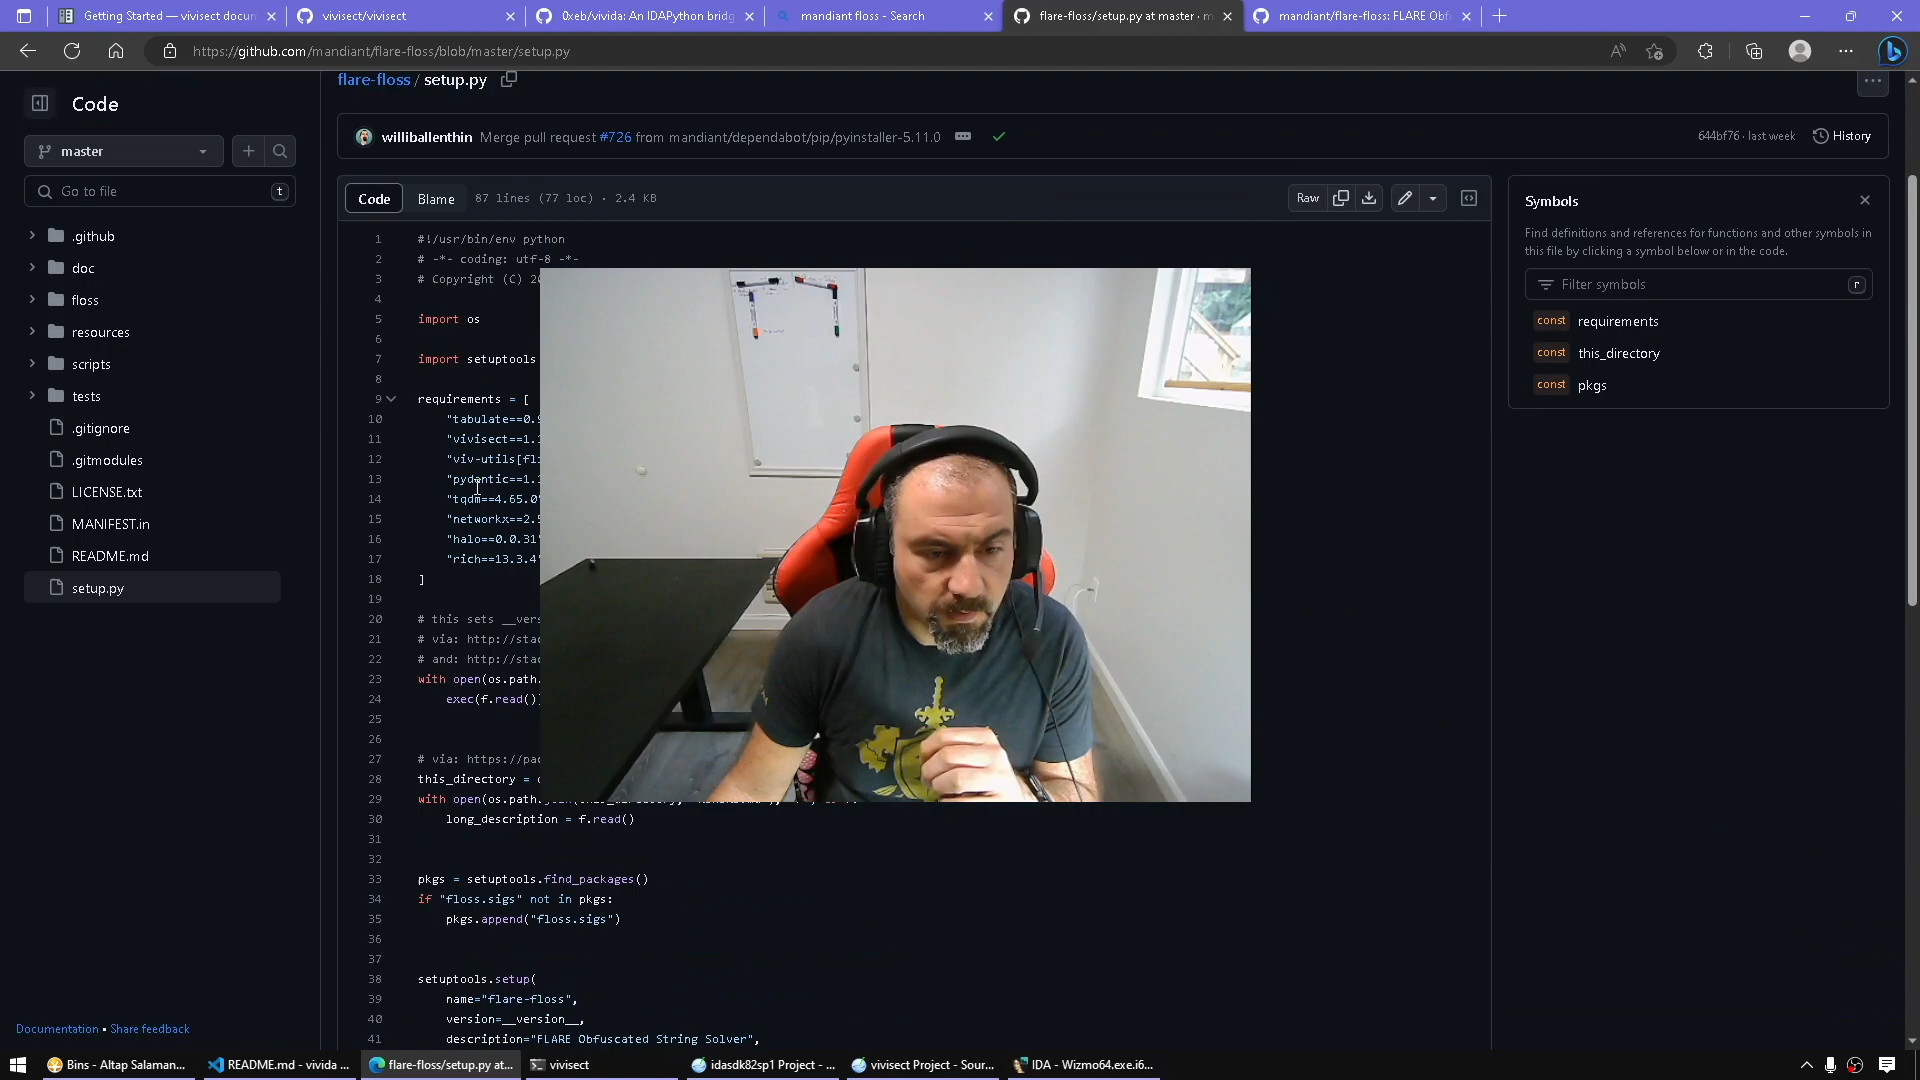 Getting Started — vivisect docum
vivisect/vivisect
0xeb/vivida: An IDAPython bridg
mandiant floss - Search
flare-floss/setup.py at master · m
mandiant/flare-floss: FLARE Obf
https://github.com/mandiant/flare-floss/blob/master/setup.py
flare-floss / setup.py
Code
master
Go to file
t
.github
doc
floss
resources
scripts
tests
.gitignore
.gitmodules
LICENSE.txt
MANIFEST.in
README.md
setup.py
Documentation • Share feedback
williballenthin Merge pull request #726 from mandiant/dependabot/pip/pyinstaller-5.11.0
644bf76 · last week
History
Code
Blame
87 lines (77 loc) · 2.4 KB
Raw
1 #!/usr/bin/env python
2 # -*- coding: utf-8 -*-
3 # Copyright (C) 20
4
5 import os
6
7 import setuptools
8
9 requirements = [
10 "tabulate==0.9
11 "vivisect==1.1
12 "viv-utils[fli
13 "pydantic==1.1
14 "tqdm==4.65.0"
15 "networkx==2.5
16 "halo==0.0.31"
17 "rich==13.3.4"
18 ]
19
20 # this sets __vers
21 # via: http://stac
22 # and: http://stac
23 with open(os.path.
24 exec(f.read())
25
26
27 # via: https://pac
28 this_directory = o
29 with open(os.path.
30 long_description = f.read()
31
32
33 pkgs = setuptools.find_packages()
34 if "floss.sigs" not in pkgs:
35 pkgs.append("floss.sigs")
36
37
38 setuptools.setup(
39 name="flare-floss",
40 version=__version__,
41 description="FLARE Obfuscated String Solver",
Symbols
Find definitions and references for functions and other symbols in
this file by clicking a symbol below or in the code.
Filter symbols
r
const requirements
const this_directory
const pkgs
Bins - Altap Salaman...
README.md - vivida ...
flare-floss/setup.py at...
vivisect
idasdk82sp1 Project - ...
vivisect Project - Sour...
IDA - Wizmo64.exe.i6...